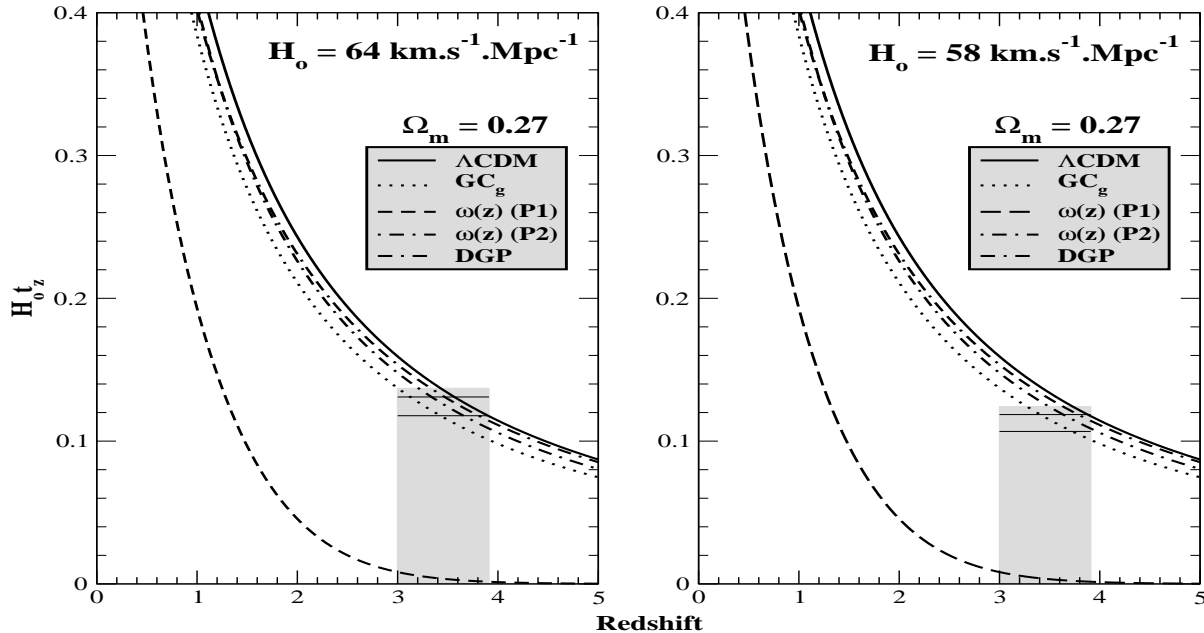 H_o = 64 km.s^-1.Mpc^-1
Ω_m = 0.27
ΛCDM
GC_g
ω(z) (P1)
ω(z) (P2)
DGP
0.4
0.3
0.2
0.1
0
0 1 2 3 4 5
H_o t_z
H_o = 58 km.s^-1.Mpc^-1
Ω_m = 0.27
ΛCDM
GC_g
ω(z) (P1)
ω(z) (P2)
DGP
0.4
0.3
0.2
0.1
0
0 1 2 3 4 5
Redshift